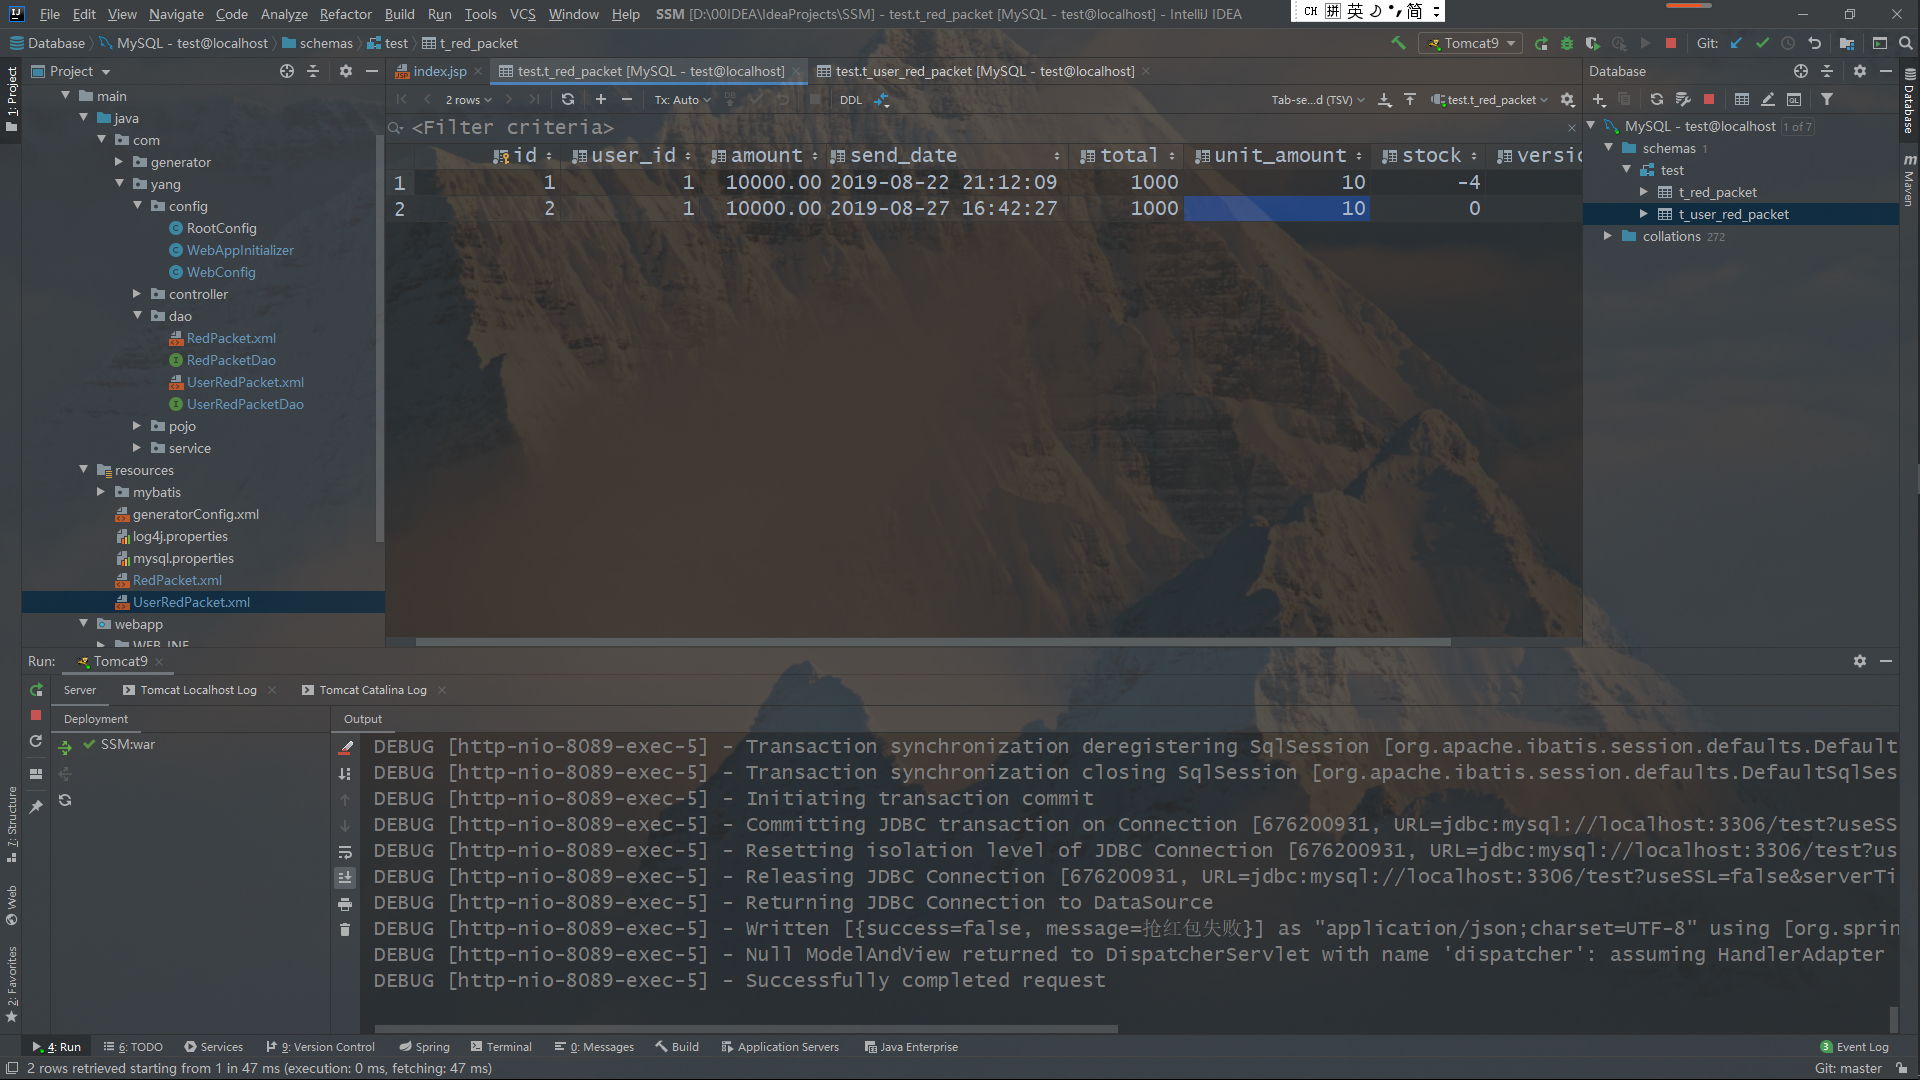 File Edit View Navigate Code Analyze Refactor Build Run Tools VCS Window Help SSM [D:\00IDEA\IdeaProjects\SSM] - test.t_red_packet [MySQL - test@localhost] - IntelliJ IDEA
CH 拼 英 简
Database MySQL - test@localhost schemas test t_red_packet
Tomcat9
Git:
1: Project
Project
index.jsp
test.t_red_packet [MySQL - test@localhost]
test.t_user_red_packet [MySQL - test@localhost]
Database
2 rows
Tx: Auto
DB
DDL
Tab-se...d (TSV)
test.t_red_packet
<Filter criteria>
id user_id amount send_date total unit_amount stock versio
1 1 1 10000.00 2019-08-22 21:12:09 1000 10 -4
2 2 1 10000.00 2019-08-27 16:42:27 1000 10 0
main
java
com
generator
yang
config
RootConfig
WebAppInitializer
WebConfig
controller
dao
RedPacket.xml
RedPacketDao
UserRedPacket.xml
UserRedPacketDao
pojo
service
resources
mybatis
generatorConfig.xml
log4j.properties
mysql.properties
RedPacket.xml
UserRedPacket.xml
webapp
WEB_INF
MySQL - test@localhost 1 of 7
schemas 1
test
t_red_packet
t_user_red_packet
collations 272
Database
Maven
Run: Tomcat9
Server
Tomcat Localhost Log
Tomcat Catalina Log
Deployment
Output
SSM:war
DEBUG [http-nio-8089-exec-5] - Transaction synchronization deregistering SqlSession [org.apache.ibatis.session.defaults.Default
DEBUG [http-nio-8089-exec-5] - Transaction synchronization closing SqlSession [org.apache.ibatis.session.defaults.DefaultSqlSes
DEBUG [http-nio-8089-exec-5] - Initiating transaction commit
DEBUG [http-nio-8089-exec-5] - Committing JDBC transaction on Connection [676200931, URL=jdbc:mysql://localhost:3306/test?useSS
DEBUG [http-nio-8089-exec-5] - Resetting isolation level of JDBC Connection [676200931, URL=jdbc:mysql://localhost:3306/test?us
DEBUG [http-nio-8089-exec-5] - Releasing JDBC Connection [676200931, URL=jdbc:mysql://localhost:3306/test?useSSL=false&serverTi
DEBUG [http-nio-8089-exec-5] - Returning JDBC Connection to DataSource
DEBUG [http-nio-8089-exec-5] - Written [{success=false, message=抢红包失败}] as "application/json;charset=UTF-8" using [org.sprin
DEBUG [http-nio-8089-exec-5] - Null ModelAndView returned to DispatcherServlet with name 'dispatcher': assuming HandlerAdapter
DEBUG [http-nio-8089-exec-5] - Successfully completed request
7: Structure
Web
2: Favorites
4: Run 6: TODO Services 9: Version Control Spring Terminal 0: Messages Build Application Servers Java Enterprise 3 Event Log
2 rows retrieved starting from 1 in 47 ms (execution: 0 ms, fetching: 47 ms)
Git: master